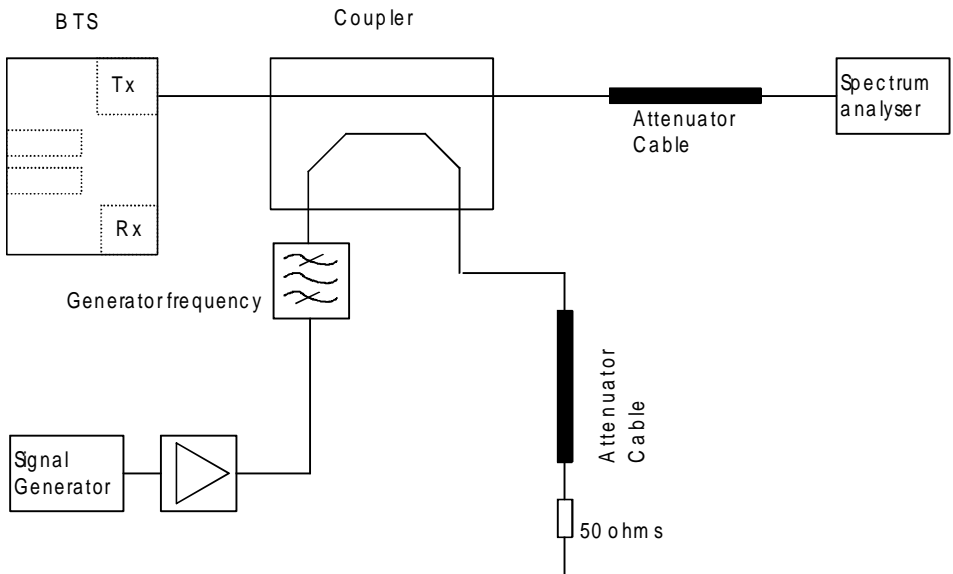 BTS
Coupler
Tx
Spectrum
analyser
Attenuator
Cable
Rx
Generator frequency
Attenuator
Cable
Signal
Generator
50 ohms